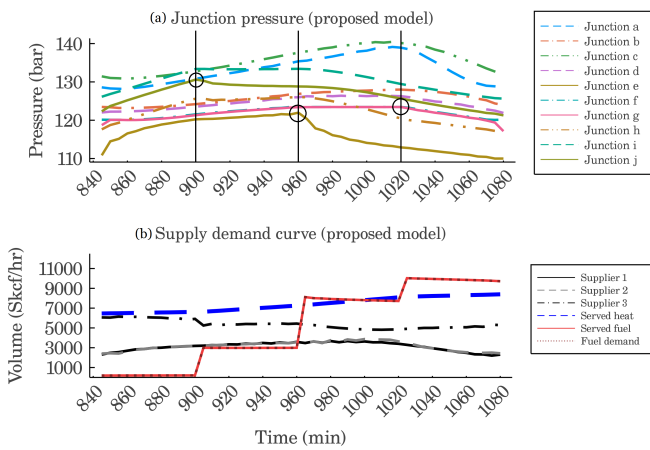 (a) Junction pressure (proposed model)
140
130
120
110
Pressure (bar)
840
860
880
900
920
940
960
980
1000
1020
1040
1060
1080
Junction a
Junction b
Junction c
Junction d
Junction e
Junction f
Junction g
Junction h
Junction i
Junction j
(b) Supply demand curve (proposed model)
11000
9000
7000
5000
3000
1000
Volume (Skcf/hr)
840
860
880
900
920
940
960
980
1000
1020
1040
1060
1080
Time (min)
Supplier 1
Supplier 2
Supplier 3
Served heat
Served fuel
Fuel demand